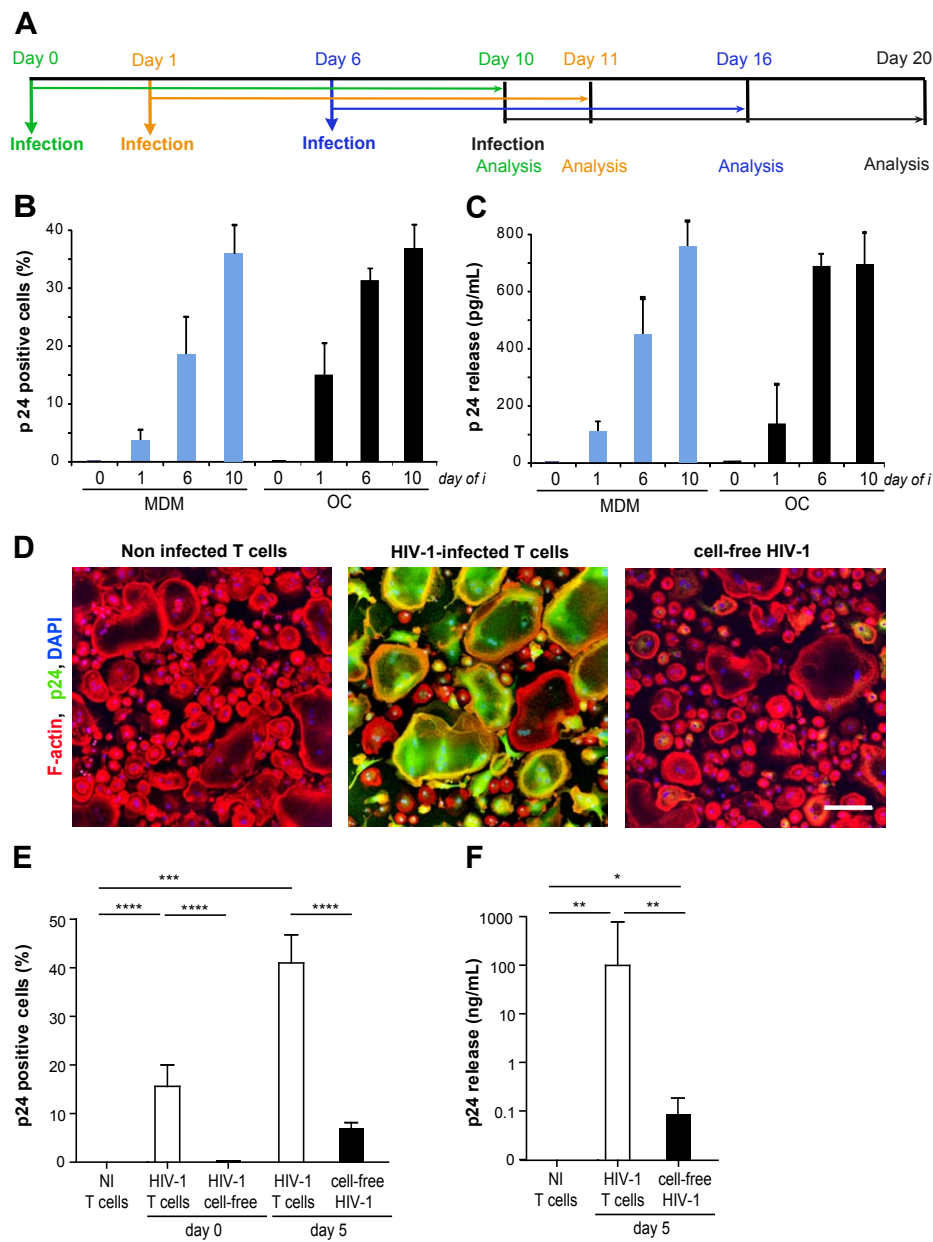 A
Day 0 Day 1 Day 6 Day 10 Day 11 Day 16 Day 20
Infection Infection Infection Infection
Analysis Analysis Analysis Analysis
B
p24 positive cells (%)
40
30
20
10
0
0 1 6 10 0 1 6 10 day of i
MDM OC
C
p24 release (pg/mL)
800
600
400
200
0
0 1 6 10 0 1 6 10 day of i
MDM OC
D
Non infected T cells HIV-1-infected T cells cell-free HIV-1
F-actin, p24, DAPI
E
*** 
**** **** ****
p24 positive cells (%)
50
40
30
20
10
0
NI HIV-1 HIV-1 HIV-1 cell-free
T cells T cells cell-free T cells HIV-1
day 0 day 5
F
*
** **
p24 release (ng/mL)
1000
100
10
1
0.1
0
NI HIV-1 cell-free
T cells T cells HIV-1
day 5